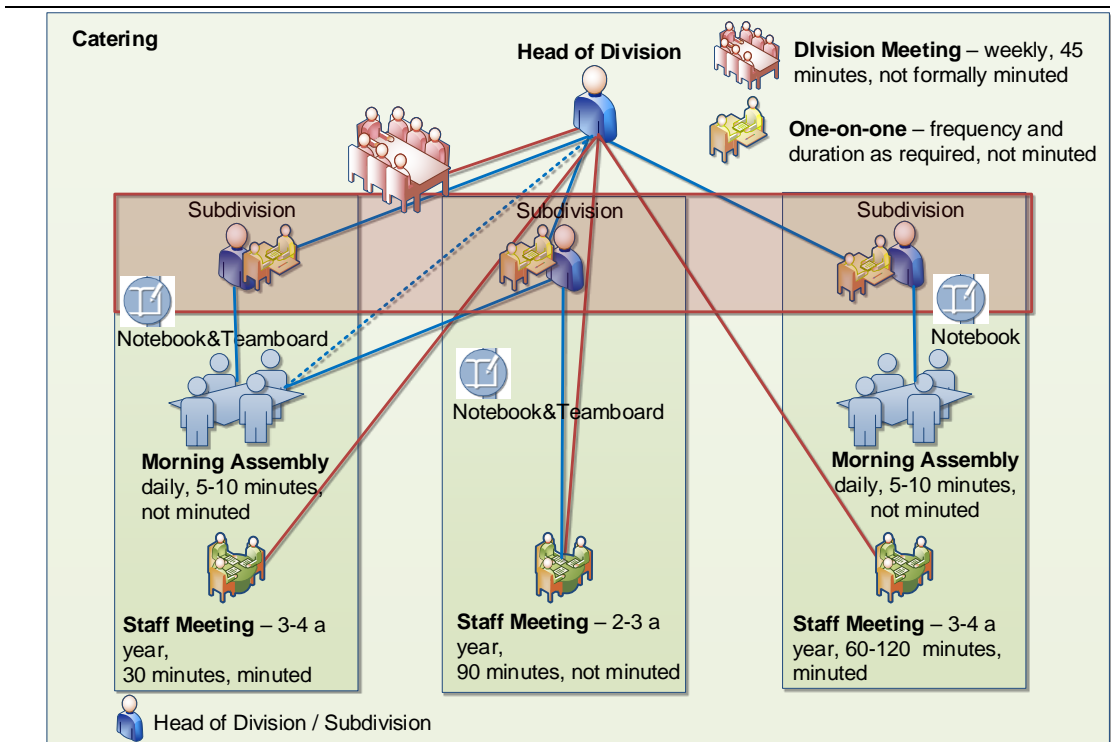 Catering
Head of Division
DIvision Meeting – weekly, 45
minutes, not formally minuted
One-on-one – frequency and
duration as required, not minuted
Subdivision
Subdivision
Subdivision
Notebook&Teamboard
Notebook&Teamboard
Notebook
Morning Assembly
daily, 5-10 minutes,
not minuted
Morning Assembly
daily, 5-10 minutes,
not minuted
Staff Meeting – 3-4 a
year,
30 minutes, minuted
Staff Meeting – 2-3 a
year,
90 minutes, not minuted
Staff Meeting – 3-4 a
year, 60-120 minutes,
minuted
Head of Division / Subdivision